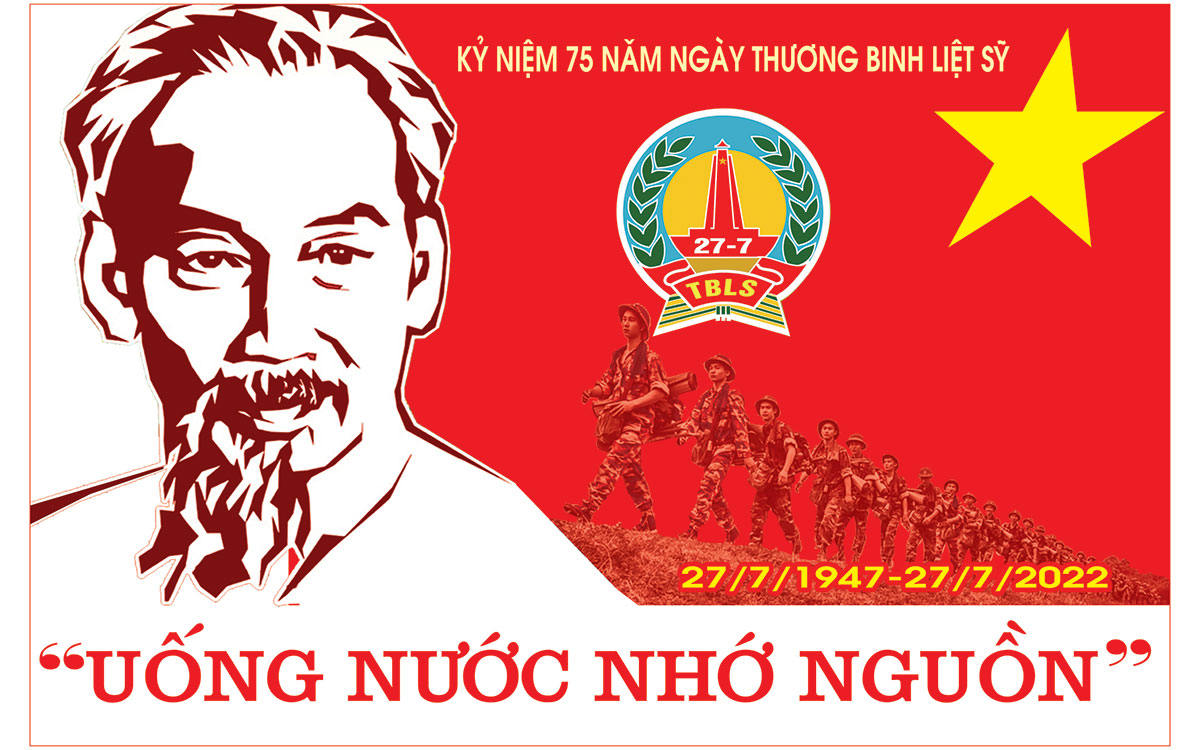 KỶ NIỆM 75 NĂM NGÀY THƯƠNG BINH LIỆT SỸ
27-7
TBLS
27/7/1947-27/7/2022
“UỐNG NƯỚC NHỚ NGUỒN”